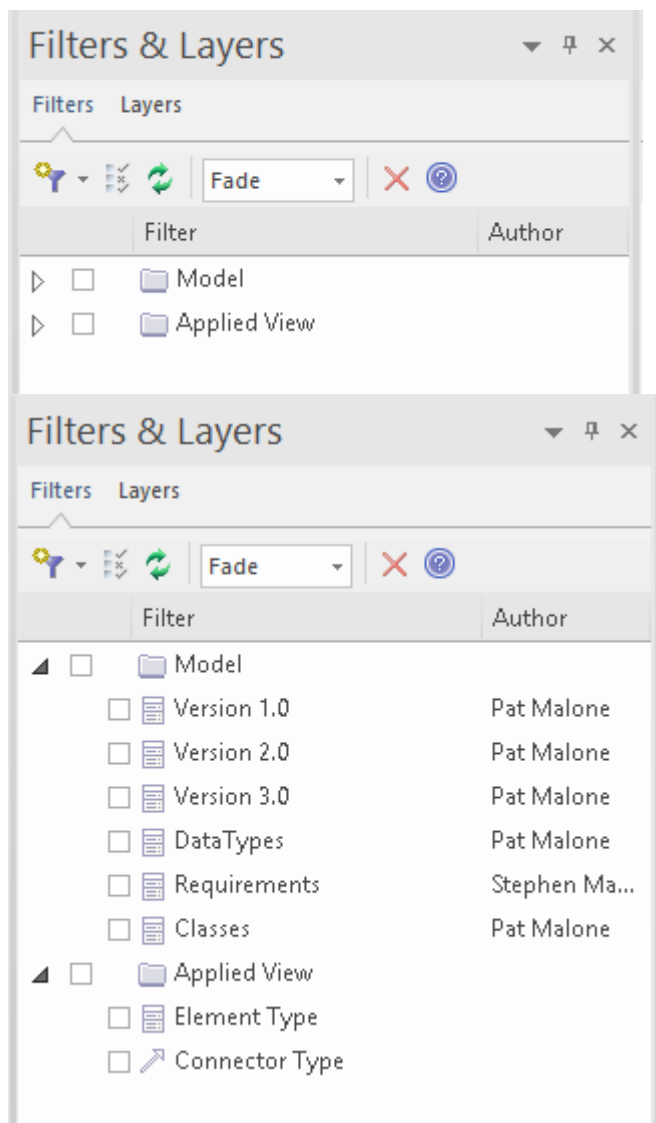 Filters & Layers
Filters Layers
Fade
Filter Author
Model
Applied View
Filters & Layers
Filters Layers
Fade
Filter Author
Model
Version 1.0 Pat Malone
Version 2.0 Pat Malone
Version 3.0 Pat Malone
DataTypes Pat Malone
Requirements Stephen Ma...
Classes Pat Malone
Applied View
Element Type
Connector Type